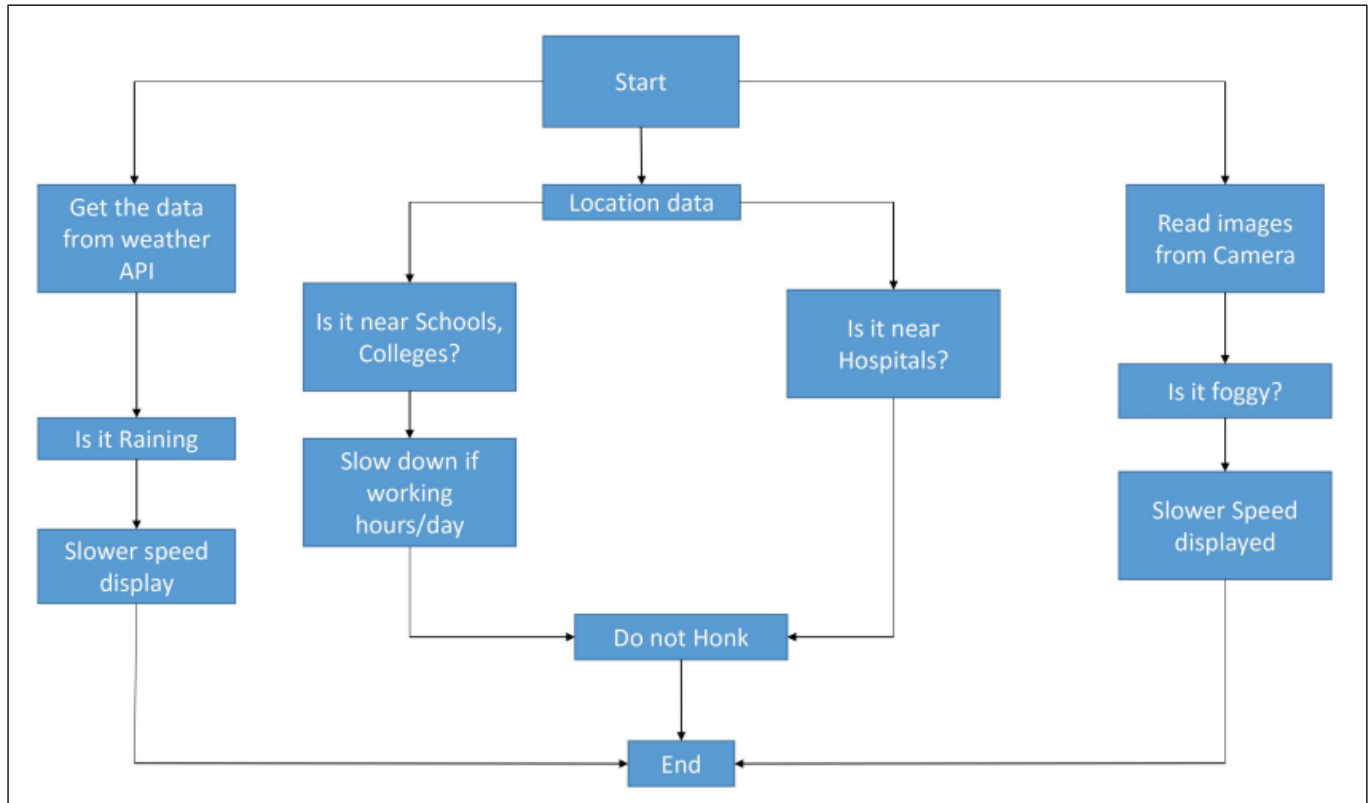 Start
Get the data
from weather
API
Location data
Read images
from Camera
Is it near Schools,
Colleges?
Is it near
Hospitals?
Is it foggy?
Is it Raining
Slow down if
working
hours/day
Slower Speed
displayed
Slower speed
display
Do not Honk
End